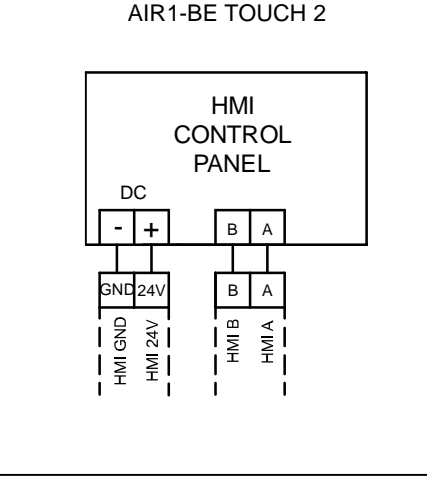 AIR1-BE TOUCH 2
HMI
CONTROL
PANEL
DC
- + B A
GND 24V B A
HMI GND
HMI 24V
HMI B
HMI A